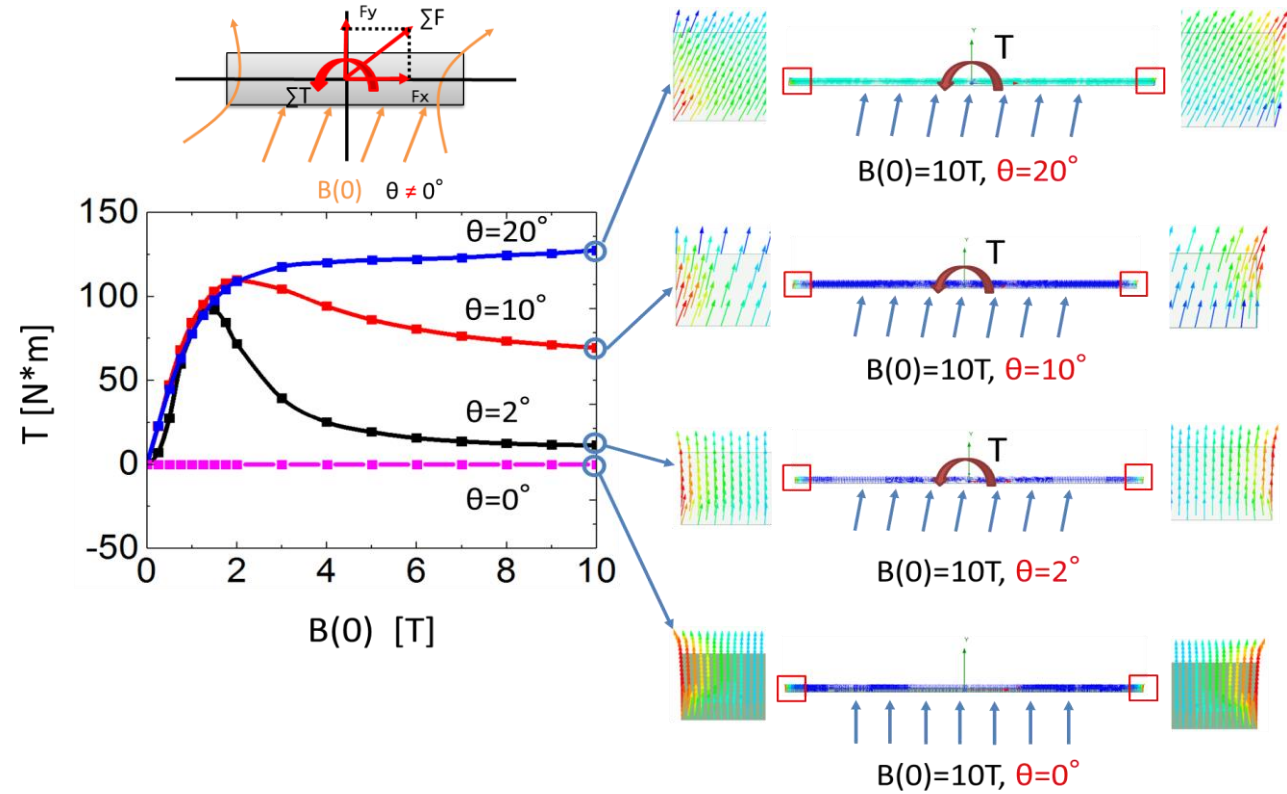 Fy
ΣF
ΣT
Fx
B(0) θ ≠ 0°
150
100
50
0
-50
T [N*m]
θ=20°
θ=10°
θ=2°
θ=0°
0 2 4 6 8 10
B(0) [T]
Y
T
B(0)=10T, θ=20°
T
B(0)=10T, θ=10°
Y
T
B(0)=10T, θ=2°
Y
B(0)=10T, θ=0°